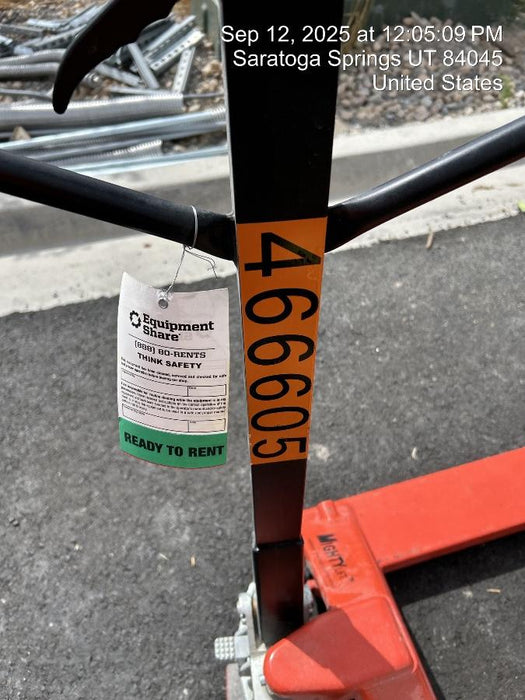 Sep 12, 2025 at 12:05:09 PM
Saratoga Springs UT 84045
United States
Equipment
Share
(888) 80-RENTS
THINK SAFETY
READY TO RENT
466605
MIGHTY